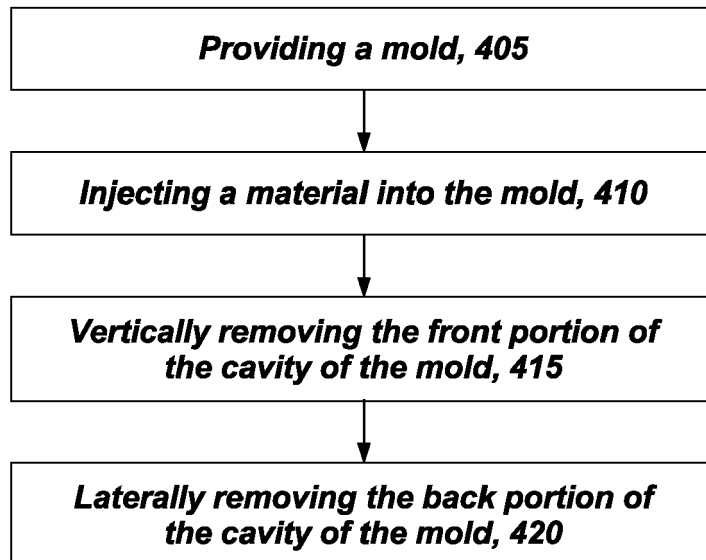 Providing a mold, 405
Injecting a material into the mold, 410
Vertically removing the front portion of
the cavity of the mold, 415
Laterally removing the back portion of
the cavity of the mold, 420